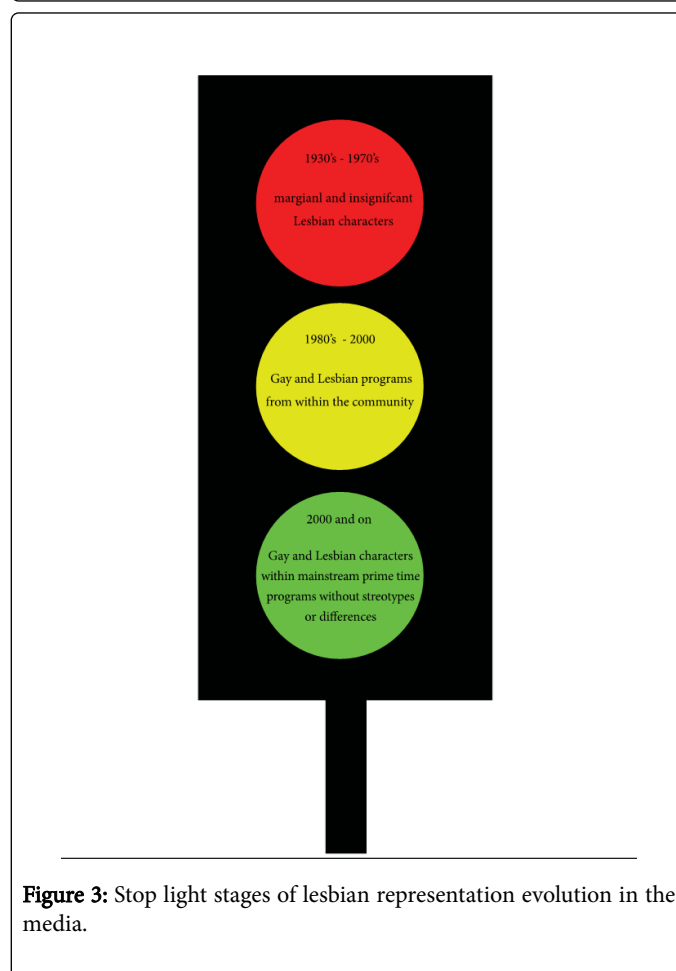 1930's - 1970's
margianl and insignifcant
Lesbian characters
1980's - 2000
Gay and Lesbian programs
from within the community
2000 and on
Gay and Lesbian characters
within mainstream prime time
programs without streotypes
or differences
Figure 3: Stop light stages of lesbian representation evolution in the
media.